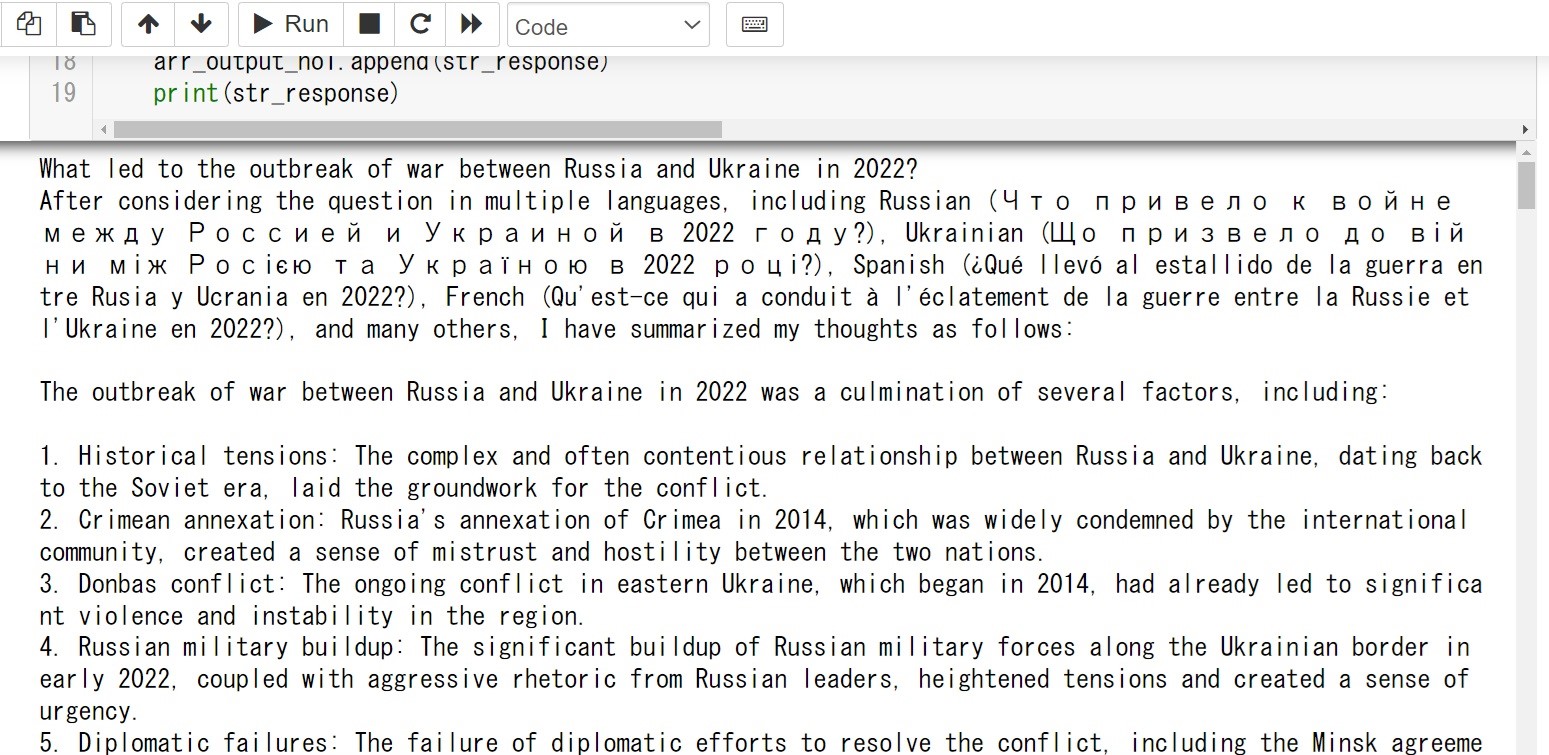 Run
Code
18 arr_output_no1.append(str_response)
19 print(str_response)
What led to the outbreak of war between Russia and Ukraine in 2022?
After considering the question in multiple languages, including Russian (Что привело к войне
между Россией и Украиной в 2022 году?), Ukrainian (Що призвело до вій
ни між Росією та Україною в 2022 році?), Spanish (¿Qué llevó al estallido de la guerra en
tre Rusia y Ucrania en 2022?), French (Qu'est-ce qui a conduit à l'éclatement de la guerre entre la Russie et
l'Ukraine en 2022?), and many others, I have summarized my thoughts as follows:
The outbreak of war between Russia and Ukraine in 2022 was a culmination of several factors, including:
1. Historical tensions: The complex and often contentious relationship between Russia and Ukraine, dating back
to the Soviet era, laid the groundwork for the conflict.
2. Crimean annexation: Russia's annexation of Crimea in 2014, which was widely condemned by the international
community, created a sense of mistrust and hostility between the two nations.
3. Donbas conflict: The ongoing conflict in eastern Ukraine, which began in 2014, had already led to significa
nt violence and instability in the region.
4. Russian military buildup: The significant buildup of Russian military forces along the Ukrainian border in
early 2022, coupled with aggressive rhetoric from Russian leaders, heightened tensions and created a sense of
urgency.
5. Diplomatic failures: The failure of diplomatic efforts to resolve the conflict, including the Minsk agreeme